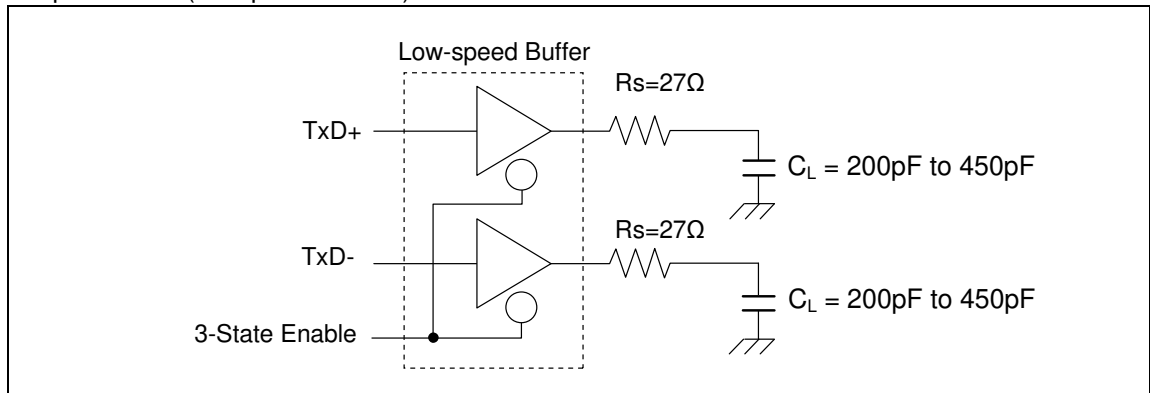 Low-speed Buffer
Rs=27Ω
TxD+
C_L = 200pF to 450pF
Rs=27Ω
TxD-
C_L = 200pF to 450pF
3-State Enable